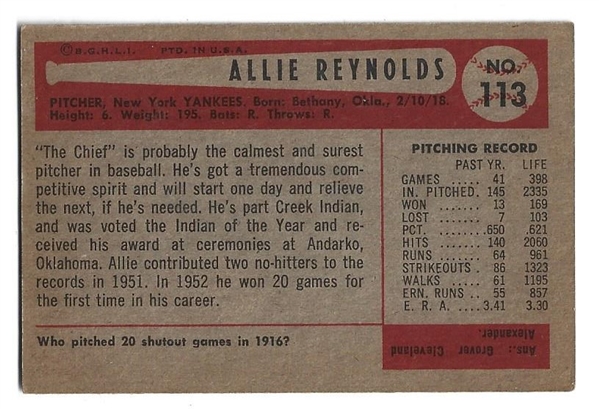 ©B.G.H.L.I. PTD. IN U.S.A.
ALLIE REYNOLDS
NO.
113
PITCHER, New York YANKEES. Born: Bethany, Okla., 2/10/18.
Height: 6. Weight: 195. Bats: R. Throws: R.
"The Chief" is probably the calmest and surest
pitcher in baseball. He's got a tremendous com-
petitive spirit and will start one day and relieve
the next, if he's needed. He's part Creek Indian,
and was voted the Indian of the Year and re-
ceived his award at ceremonies at Andarko,
Oklahoma. Allie contributed two no-hitters to the
records in 1951. In 1952 he won 20 games for
the first time in his career.
Who pitched 20 shutout games in 1916?
PITCHING RECORD
PAST YR. LIFE
GAMES ..... 41 398
IN. PITCHED. 145 2335
WON ...... 13 169
LOST ...... 7 103
PCT. ..... .650 .621
HITS ..... 140 2060
RUNS ..... 64 961
STRIKEOUTS. 86 1323
WALKS .... 61 1195
ERN. RUNS .. 55 857
E. R. A. .... 3.41 3.30
Ans.: Grover Cleveland
Alexander.